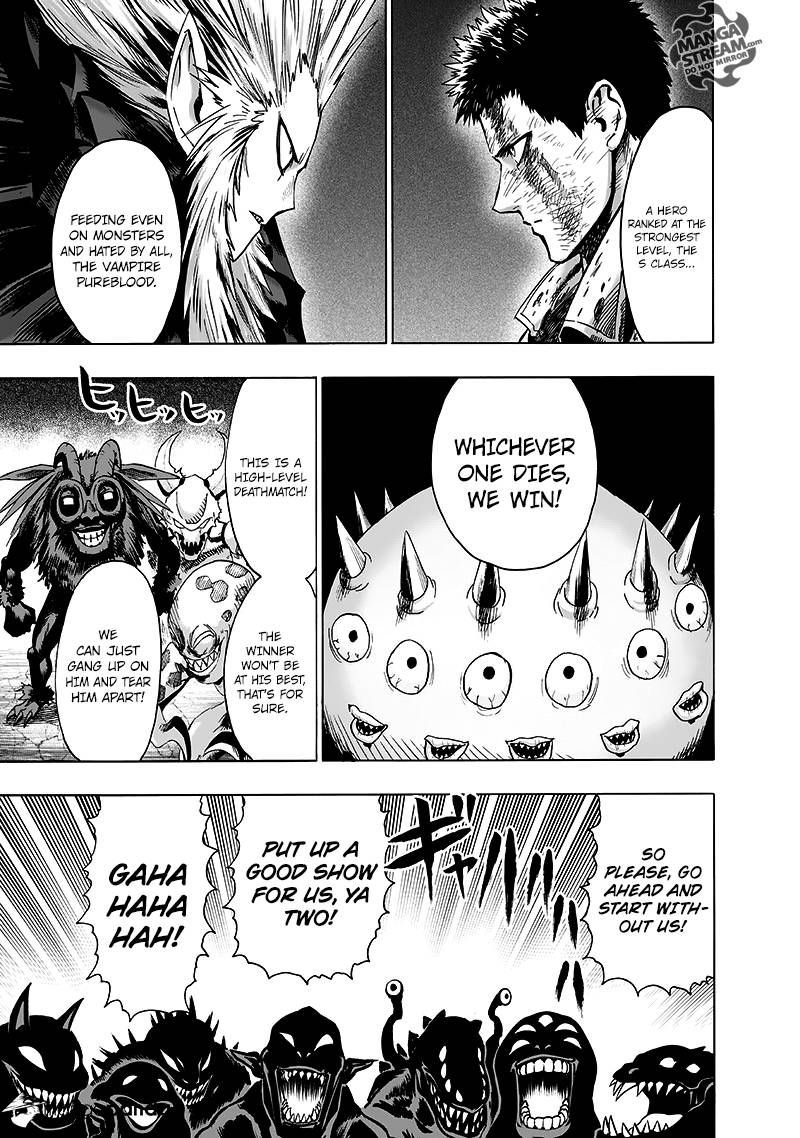 MANGA
STREAM.com
DO NOT MIRROR
A HERO
RANKED AT THE
STRONGEST
LEVEL, THE
S CLASS...
FEEDING EVEN
ON MONSTERS
AND HATED BY ALL,
THE VAMPIRE
PUREBLOOD.
WHICHEVER
ONE DIES,
WE WIN!
THIS IS A
HIGH-LEVEL
DEATHMATCH!
THE
WINNER
WON'T BE
AT HIS BEST,
THAT'S FOR
SURE.
ヒッヒッヒッ
WE
CAN JUST
GANG UP ON
HIM AND TEAR
HIM APART!
SO
PLEASE, GO
AHEAD AND
START WITH-
OUT US!
ギャハハハ
PUT UP A
GOOD SHOW
FOR US, YA
TWO!
GAHA
HAHA
HAH!